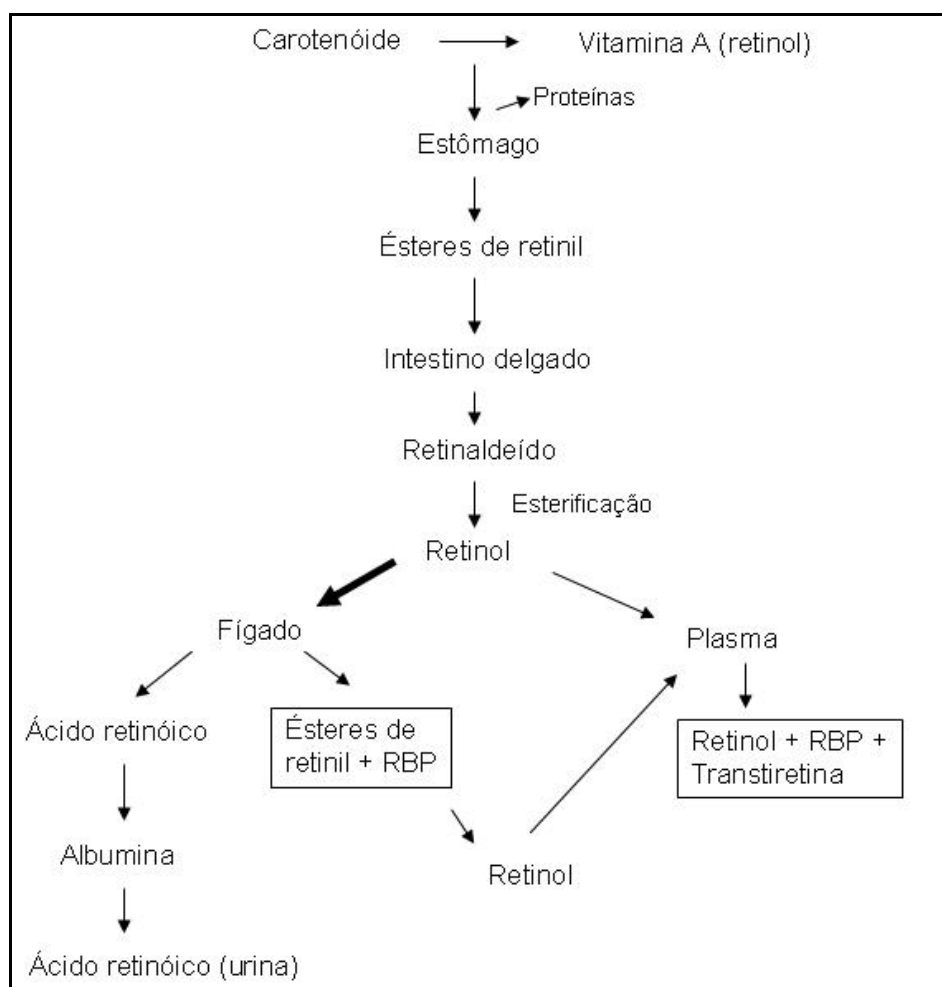 Carotenóide
Vitamina A (retinol)
Proteínas
Estômago
Ésteres de retinil
Intestino delgado
Retinaldeído
Esterificação
Retinol
Fígado
Plasma
Ácido retinóico
Ésteres de
retinil + RBP
Retinol + RBP +
Transtiretina
Albumina
Retinol
Ácido retinóico (urina)